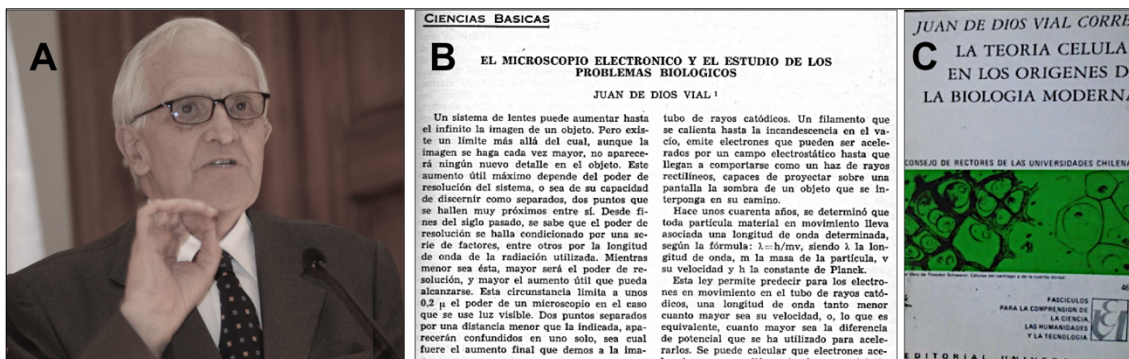 A
B
CIENCIAS BASICAS
EL MICROSCOPIO ELECTRONICO Y EL ESTUDIO DE LOS
PROBLEMAS BIOLOGICOS
JUAN DE DIOS VIAL ¹
Un sistema de lentes puede aumentar hasta
el infinito la imagen de un objeto. Pero exis-
te un límite más allá del cual, aunque la
imagen se haga cada vez mayor, no aparece-
rá ningún nuevo detalle en el objeto. Este
aumento útil máximo depende del poder de
resolución del sistema, o sea de su capacidad
de discernir como separados, dos puntos que
se hallen muy próximos entre sí. Desde fi-
nes del siglo pasado, se sabe que el poder de
resolución se halla condicionado por una se-
rie de factores, entre otros por la longitud
de onda de la radiación utilizada. Mientras
menor sea ésta, mayor será el poder de re-
solución, y mayor el aumento útil que pueda
alcanzarse. Esta circunstancia limita a unos
0,2 μ el poder de un microscopio en el caso
que se use luz visible. Dos puntos separados
por una distancia menor que la indicada, apa-
recerán confundidos en uno solo, sea cual
fuere el aumento final que demos a la ima-
tubo de rayos catódicos. Un filamento que
se calienta hasta la incandescencia en el va-
cío, emite electrones que pueden ser acele-
rados por un campo electrostático hasta que
llegan a comportarse como un haz de rayos
rectilíneos, capaces de proyectar sobre una
pantalla la sombra de un objeto que se in-
terponga en su camino.
Hace unos cuarenta años, se determinó que
toda partícula material en movimiento lleva
asociada una longitud de onda determinada,
según la fórmula: λ=h/mv, siendo λ la lon-
gitud de onda, m la masa de la partícula, v
su velocidad y h la constante de Planck.
Esta ley permite predecir para los electro-
nes en movimiento en el tubo de rayos cató-
dicos, una longitud de onda tanto menor
cuanto mayor sea su velocidad, o, lo que es
equivalente, cuanto mayor sea la diferencia
de potencial que se ha utilizado para acele-
rarlos. Se puede calcular que electrones ace-
C
JUAN DE DIOS VIAL CORRE
LA TEORIA CELULA
EN LOS ORIGENES D
LA BIOLOGIA MODERNA
CONSEJO DE RECTORES DE LAS UNIVERSIDADES CHILENA
libro de Theodor Schwann: Células del cartílago y de la cuerda dorsal.
46
FASCICULOS
PARA LA COMPRENSION DE
LA CIENCIA,
LAS HUMANIDADES
Y LA TECNOLOGIA
EDITORIAL